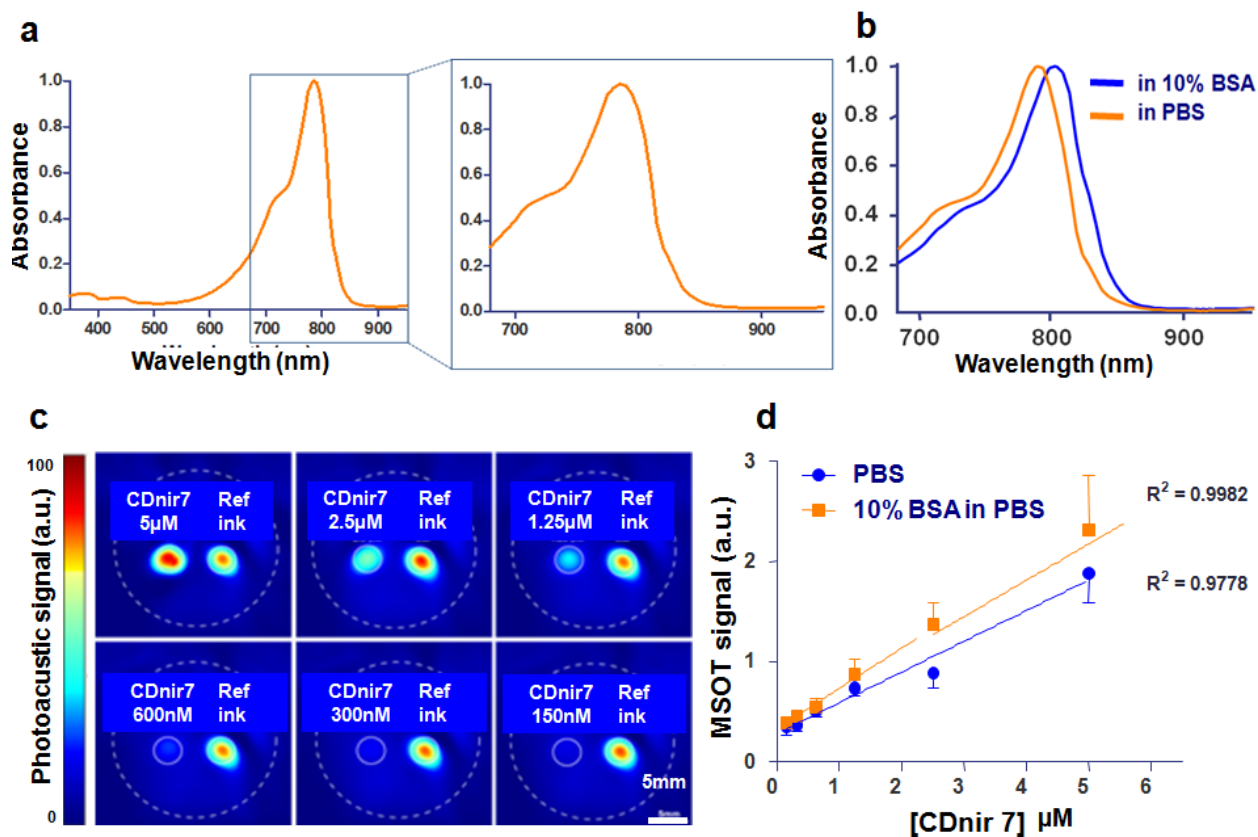 a
b
1.0
0.8
0.6
0.4
0.2
0.0
Absorbance
400 500 600 700 800 900
Wavelength (nm)
1.0
0.8
0.6
0.4
0.2
0.0
Absorbance
700 800 900
1.0
0.8
0.6
0.4
0.2
0.0
Absorbance
in 10% BSA
in PBS
700 800 900
Wavelength (nm)
c
100
0
Photoacustic signal (a.u.)
CDnir7 Ref
5µM ink
CDnir7 Ref
2.5µM ink
CDnir7 Ref
1.25µM ink
CDnir7 Ref
600nM ink
CDnir7 Ref
300nM ink
CDnir7 Ref
150nM ink
5mm
5mm
d
3
2
1
0
MSOT signal (a.u.)
PBS
10% BSA in PBS
R² = 0.9982
R² = 0.9778
0 1 2 3 4 5 6
[CDnir 7] µM